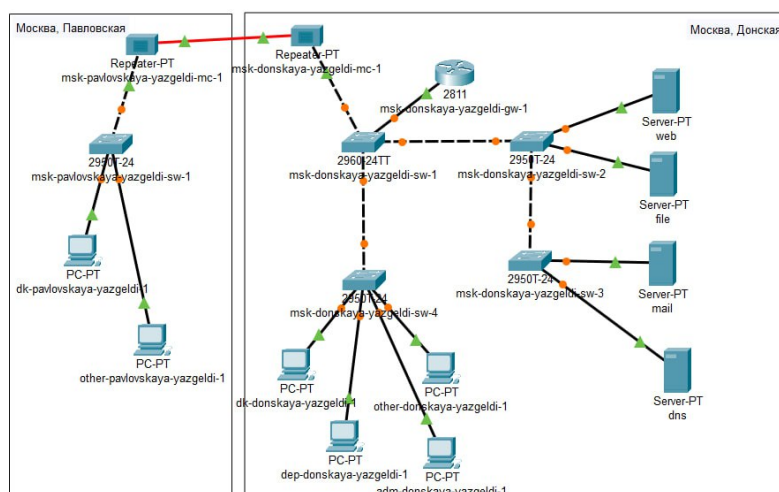 Москва, Павловская
Repeater-PT
msk-pavlovskaya-yazgeldi-mc-1
2950T-24
msk-pavlovskaya-yazgeldi-sw-1
PC-PT
dk-pavlovskaya-yazgeldi-1
PC-PT
other-pavlovskaya-yazgeldi-1
Москва, Донская
Repeater-PT
msk-donskaya-yazgeldi-mc-1
2811
msk-donskaya-yazgeldi-gw-1
2960-24TT
msk-donskaya-yazgeldi-sw-1
2950T-24
msk-donskaya-yazgeldi-sw-2
Server-PT
web
Server-PT
file
2950T-24
msk-donskaya-yazgeldi-sw-3
Server-PT
mail
Server-PT
dns
2950T-24
msk-donskaya-yazgeldi-sw-4
PC-PT
dk-donskaya-yazgeldi-1
PC-PT
other-donskaya-yazgeldi-1
PC-PT
dep-donskaya-yazgeldi-1
PC-PT
adm-donskaya-yazgeldi-1